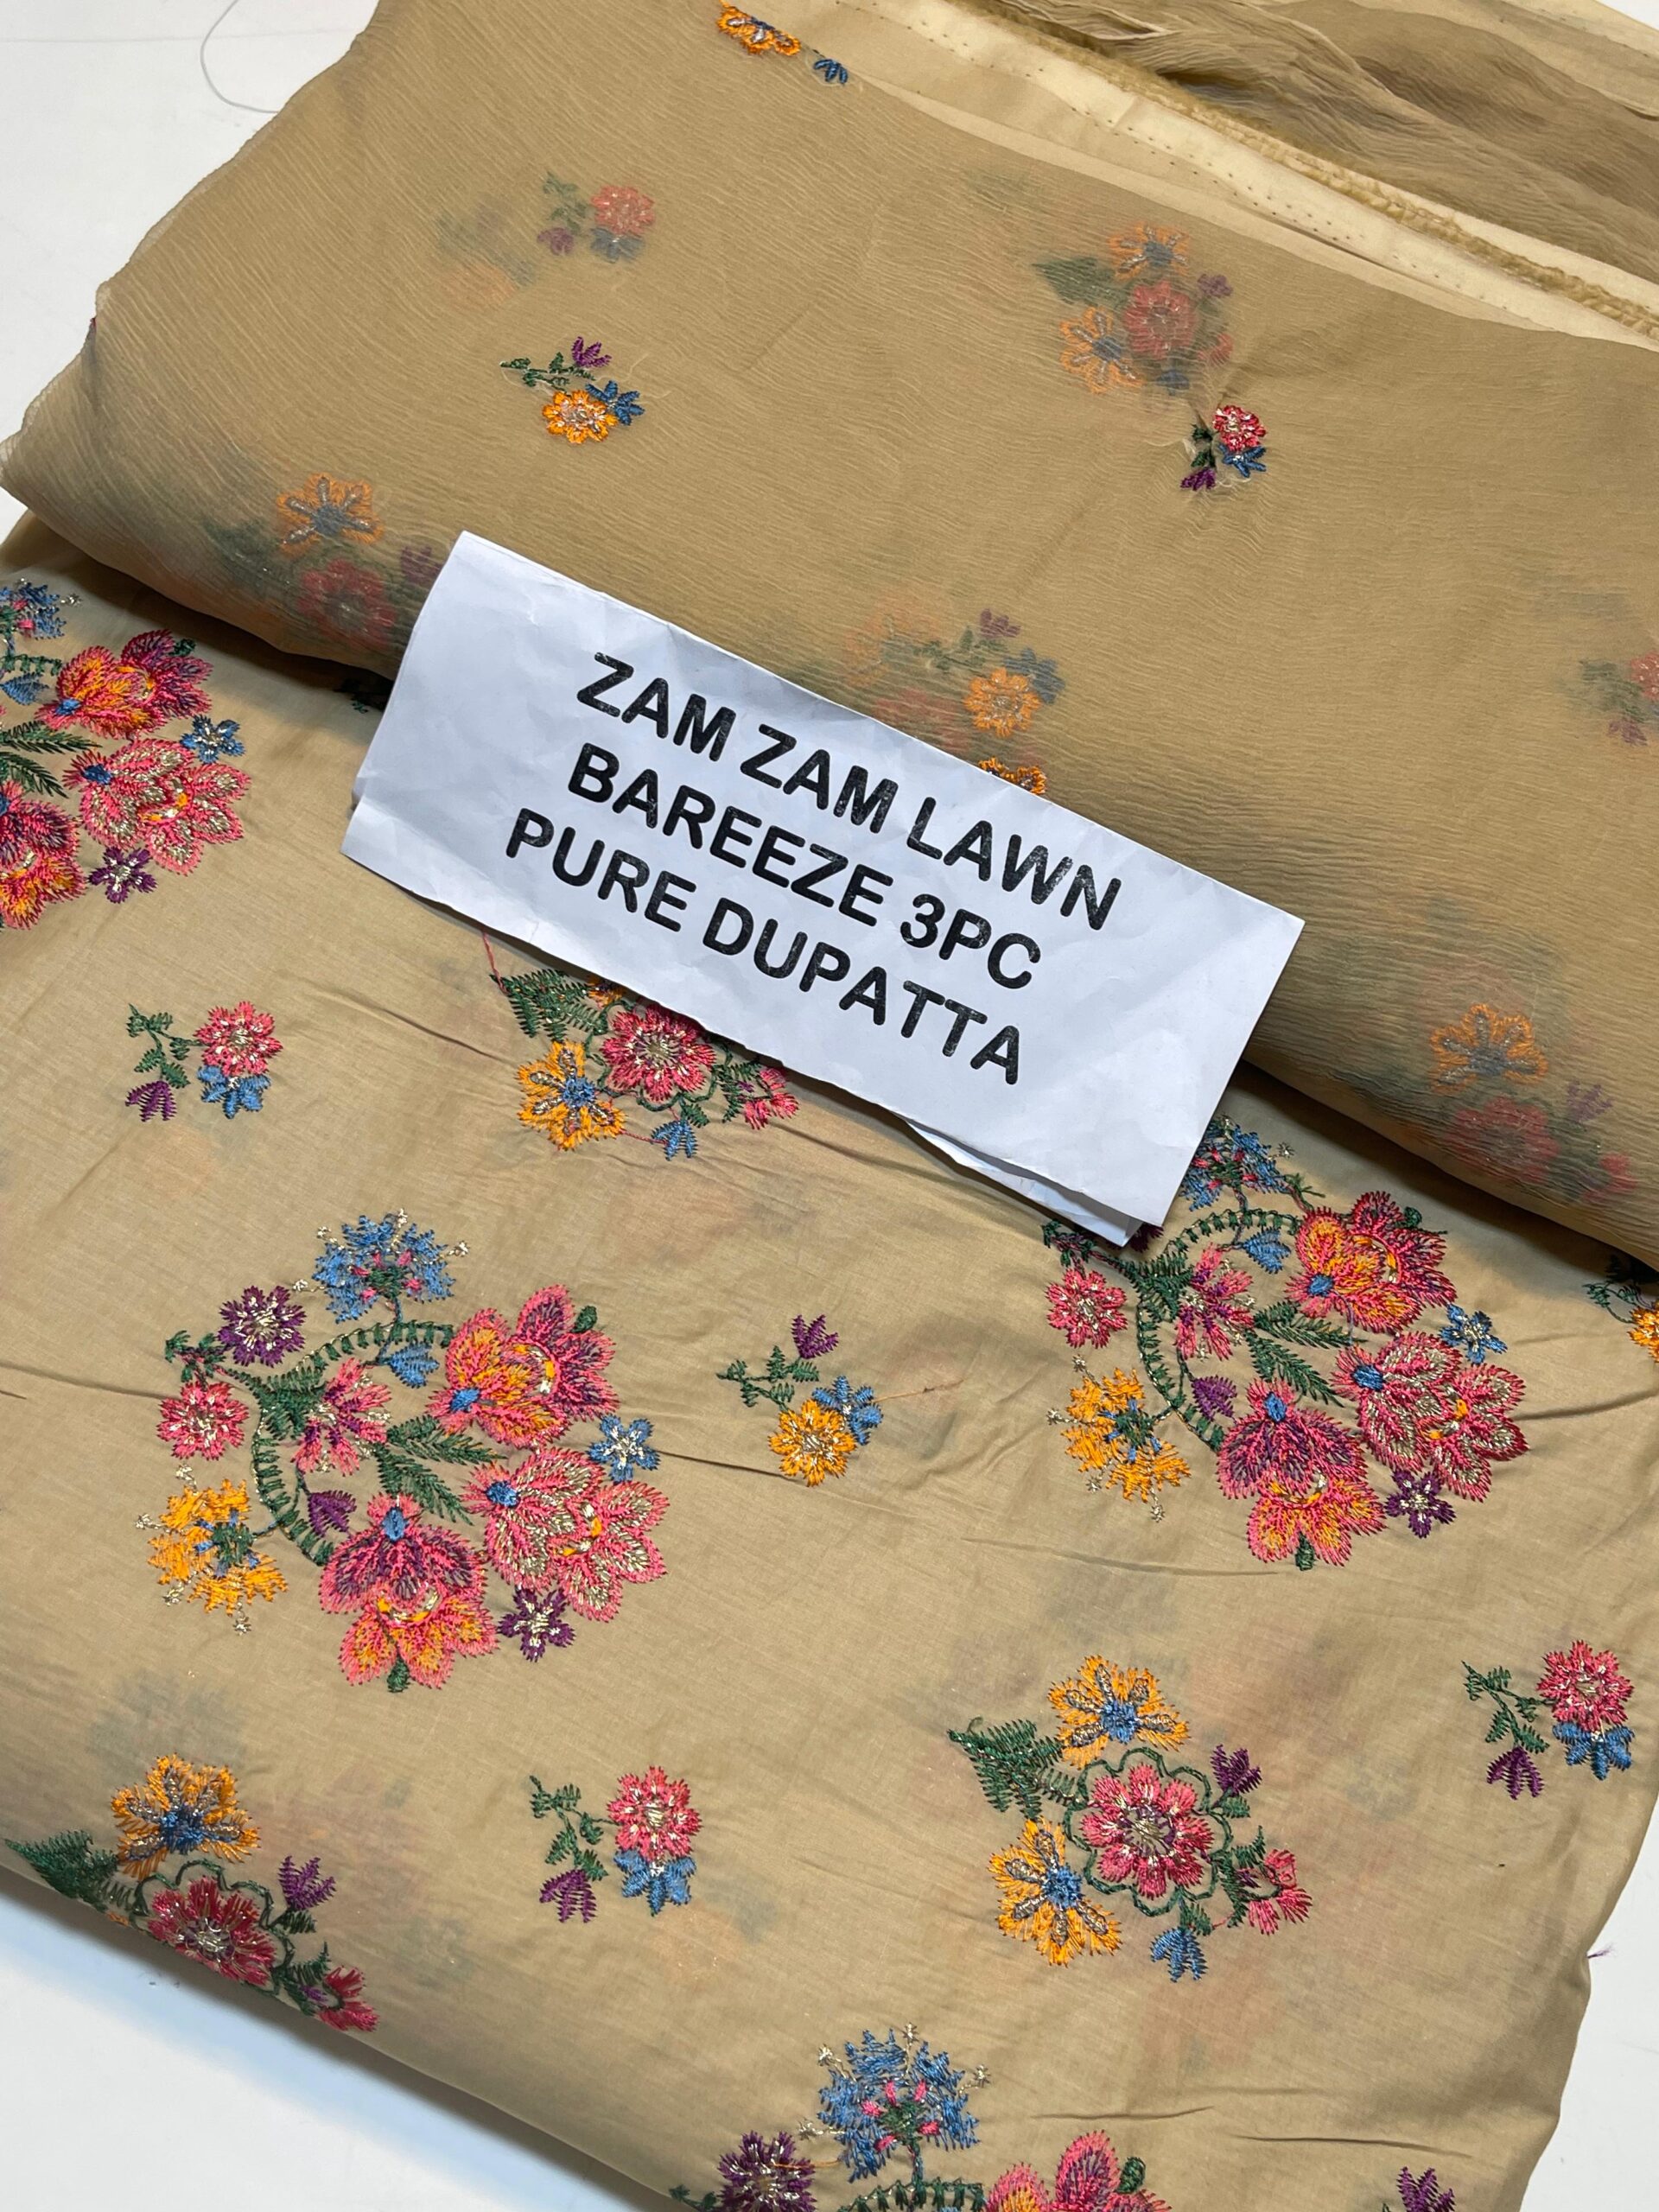 ZAM ZAM LAWN
BAREEZE 3PC
PURE DUPATTA